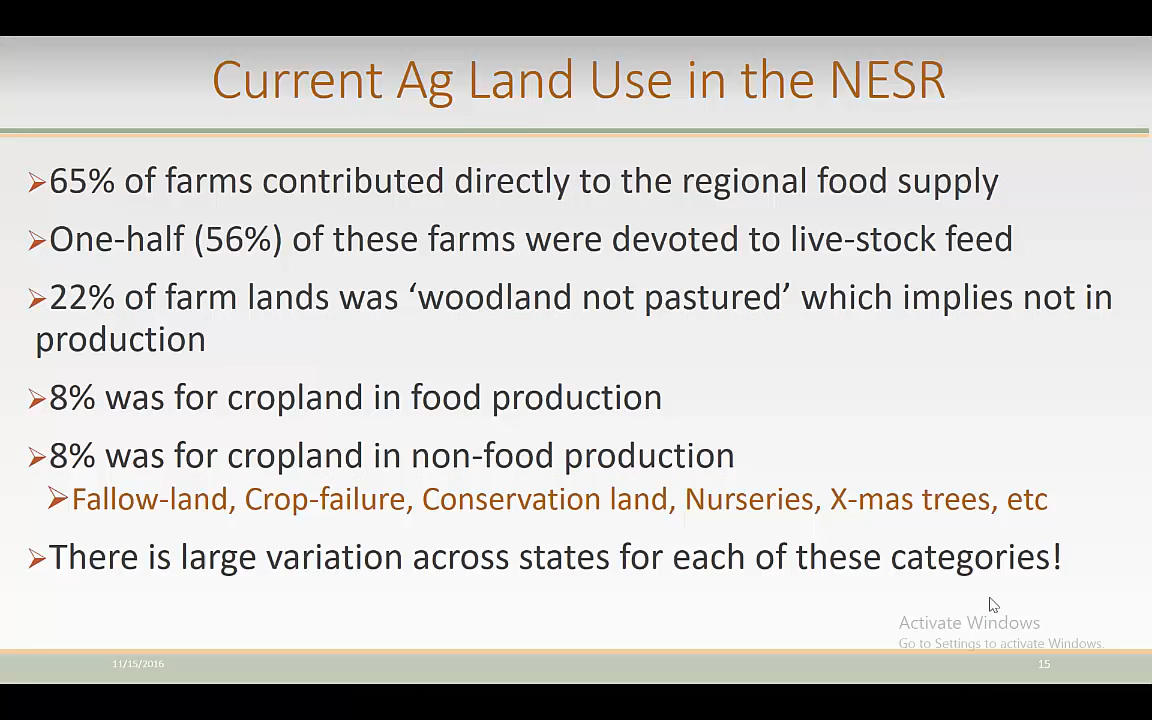 Current Ag Land Use in the NESR
➢65% of farms contributed directly to the regional food supply
➢One-half (56%) of these farms were devoted to live-stock feed
➢22% of farm lands was ‘woodland not pastured’ which implies not in
production
➢8% was for cropland in food production
➢8% was for cropland in non-food production
➢Fallow-land, Crop-failure, Conservation land, Nurseries, X-mas trees, etc
➢There is large variation across states for each of these categories!
Activate Windows
Go to Settings to activate Windows.
11/15/2016
15